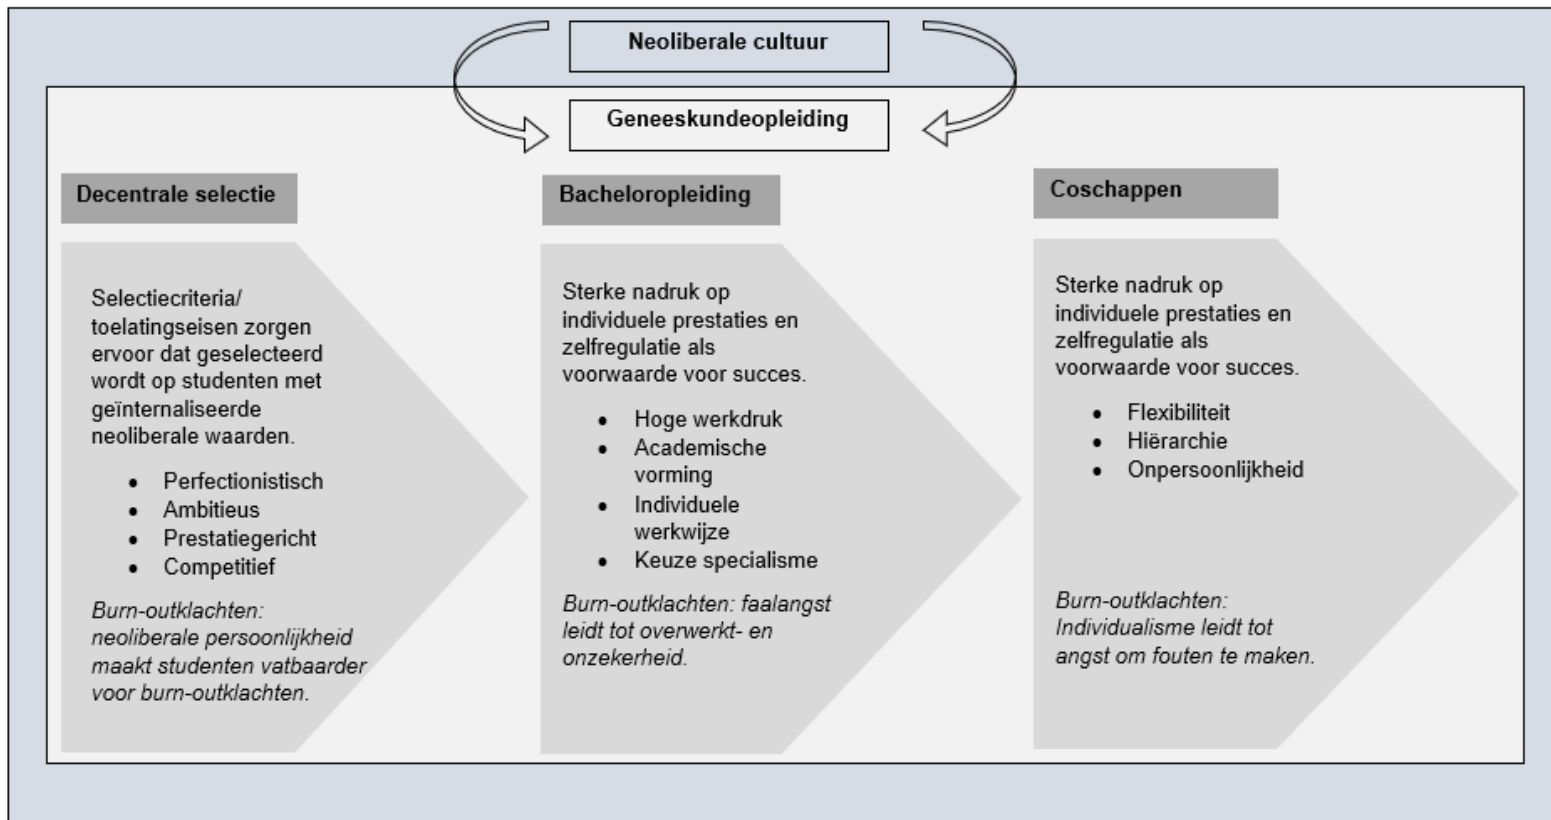 Neoliberale cultuur
Geneeskundeopleiding
Decentrale selectie
Selectiecriteria/
toelatingseisen zorgen
ervoor dat geselecteerd
wordt op studenten met
geïnternaliseerde
neoliberale waarden.
• Perfectionistisch
• Ambitieus
• Prestatiegericht
• Competitief
Burn-outklachten:
neoliberale persoonlijkheid
maakt studenten vatbaarder
voor burn-outklachten.
Bacheloropleiding
Sterke nadruk op
individuele prestaties en
zelfregulatie als
voorwaarde voor succes.
• Hoge werkdruk
• Academische
vorming
• Individuele
werkwijze
• Keuze specialisme
Burn-outklachten: faalangst
leidt tot overwerkt- en
onzekerheid.
Coschappen
Sterke nadruk op
individuele prestaties en
zelfregulatie als
voorwaarde voor succes.
• Flexibiliteit
• Hiërarchie
• Onpersoonlijkheid
Burn-outklachten:
Individualisme leidt tot
angst om fouten te maken.